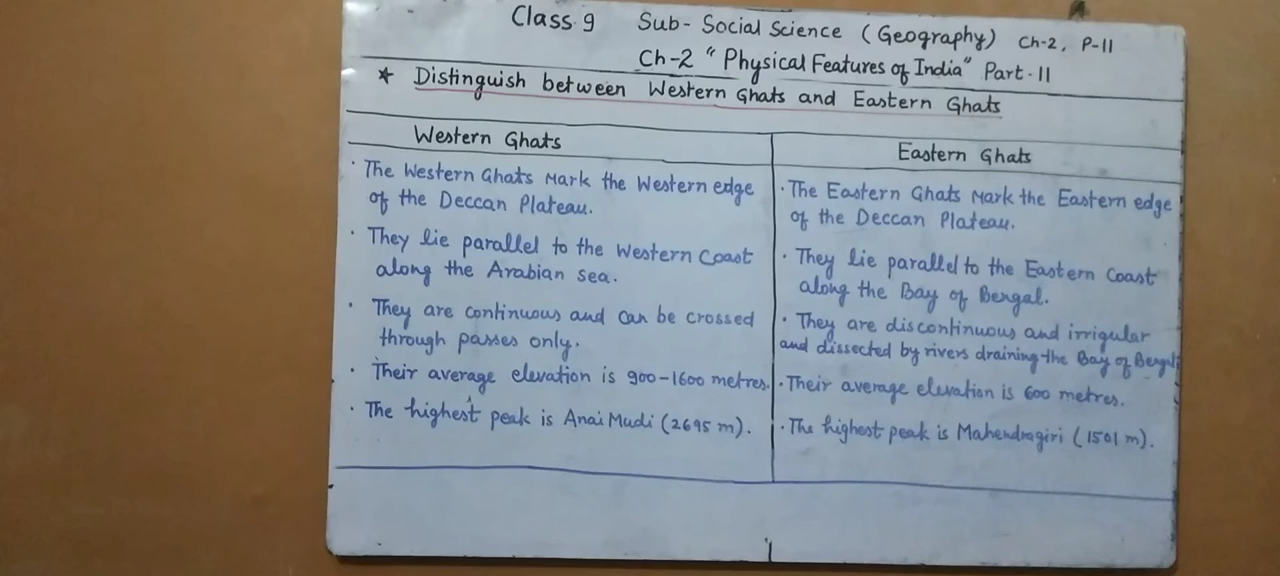 Class 9 Sub- Social Science (Geography) Ch-2, P-II
Ch-2 "Physical Features of India" Part-II
* Distinguish between Western Ghats and Eastern Ghats
Western Ghats
· The Western Ghats Mark the Western edge
of the Deccan Plateau.
· They lie parallel to the Western Coast
along the Arabian sea.
· They are continuous and can be crossed
through passes only.
· Their average elevation is 900-1600 metres.
· The highest peak is Anai Mudi (2695 m).
Eastern Ghats
· The Eastern Ghats Mark the Eastern edge
of the Deccan Plateau.
· They lie parallel to the Eastern Coast
along the Bay of Bengal.
· They are discontinuous and irrigular
and dissected by rivers draining the Bay of Bengal
· Their average elevation is 600 metres.
· The highest peak is Mahendragiri (1501 m).